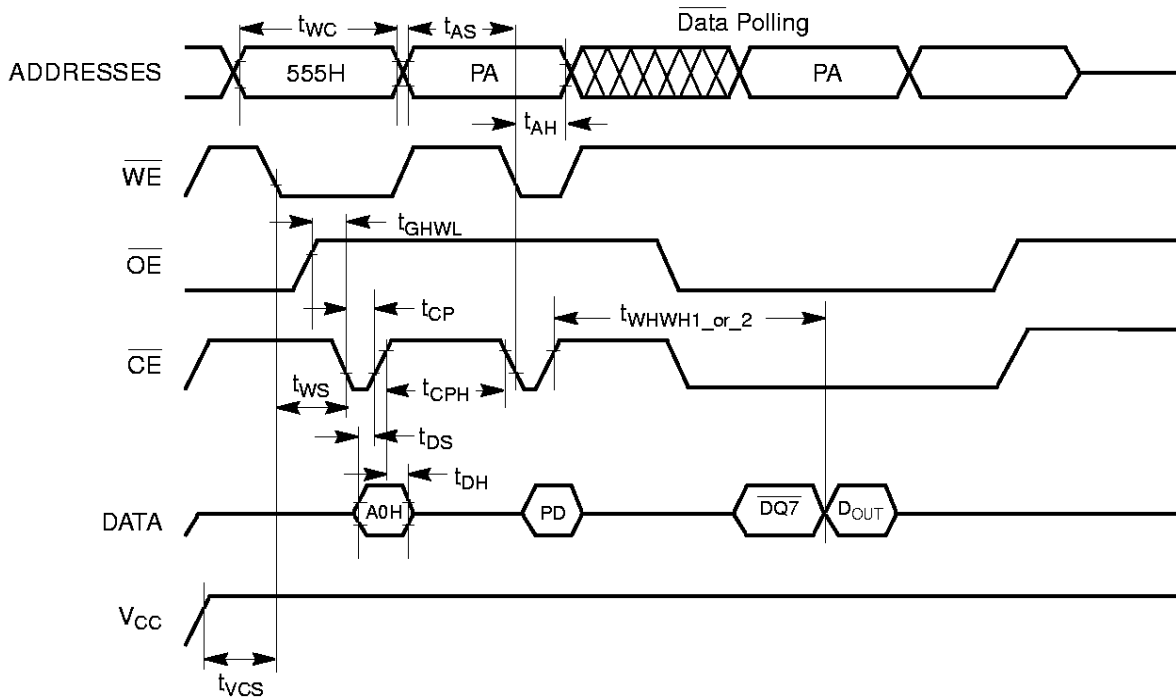 tWC
tAS
Data Polling
ADDRESSES
555H
PA
PA
tAH
WE
tGHWL
OE
tCP
tWHWH1_or_2
CE
tWS
tCPH
tDS
tDH
DATA
A0H
PD
DQ7
DOUT
VCC
tVCS